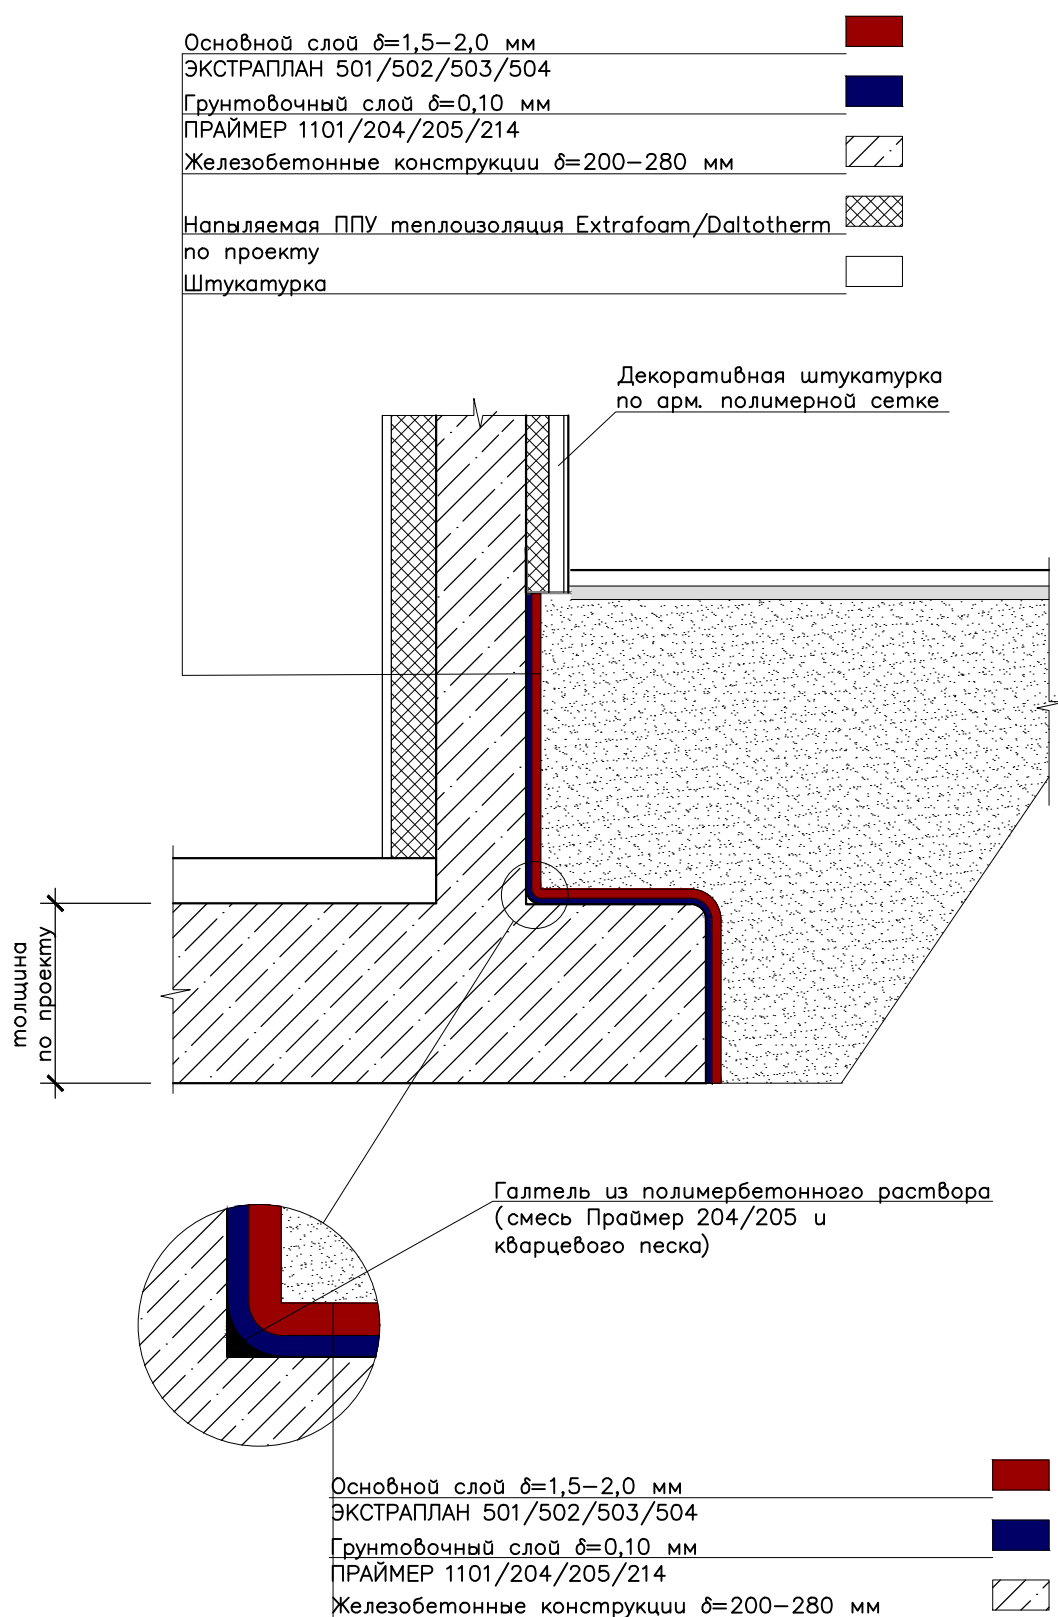 Основной слой δ=1,5–2,0 мм
ЭКСТРАПЛАН 501/502/503/504
Грунтовочный слой δ=0,10 мм
ПРАЙМЕР 1101/204/205/214
Железобетонные конструкции δ=200–280 мм
Напыляемая ППУ теплоизоляция Extrafoam/Daltotherm
по проекту
Штукатурка
Декоративная штукатурка
по арм. полимерной сетке
толщина
по проекту
Галтель из полимербетонного раствора
(смесь Праймер 204/205 и
кварцевого песка)
Основной слой δ=1,5–2,0 мм
ЭКСТРАПЛАН 501/502/503/504
Грунтовочный слой δ=0,10 мм
ПРАЙМЕР 1101/204/205/214
Железобетонные конструкции δ=200–280 мм